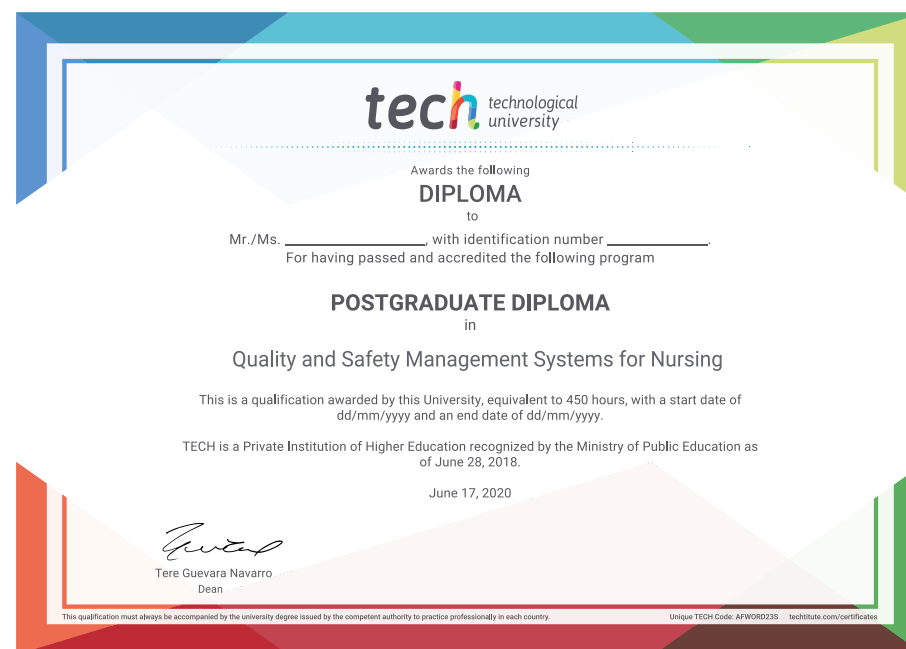 tech technological
university
Awards the following
DIPLOMA
to
Mr./Ms. ____________________, with identification number ______________.
For having passed and accredited the following program
POSTGRADUATE DIPLOMA
in
Quality and Safety Management Systems for Nursing
This is a qualification awarded by this University, equivalent to 450 hours, with a start date of
dd/mm/yyyy and an end date of dd/mm/yyyy.
TECH is a Private Institution of Higher Education recognized by the Ministry of Public Education as
of June 28, 2018.
June 17, 2020
Tere Guevara Navarro
Dean
This qualification must always be accompanied by the university degree issued by the competent authority to practice professionally in each country. Unique TECH Code: AFWORD23S techtitute.com/certificates